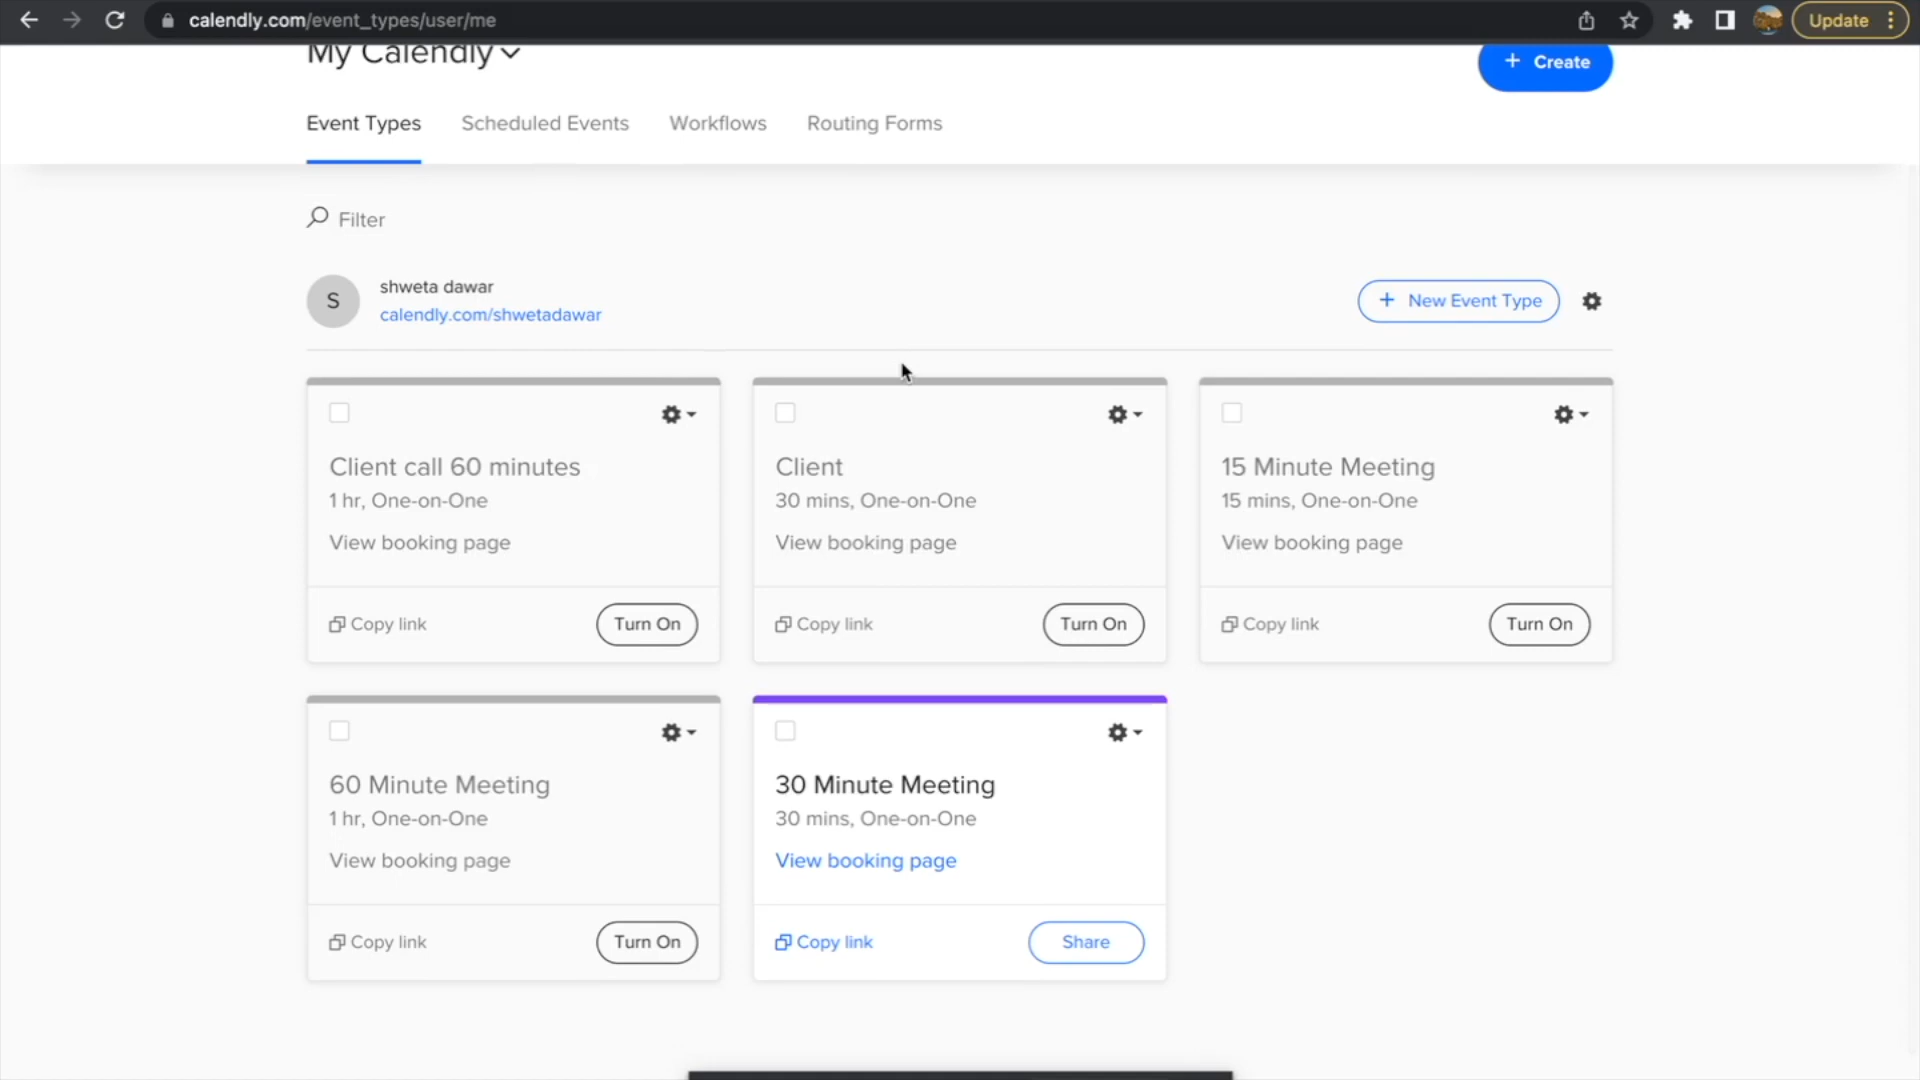 calendly.com/event_types/user/me
Update
My Calendly
+ Create
Event Types Scheduled Events Workflows Routing Forms
Filter
S
shweta dawar
calendly.com/shwetadawar
+ New Event Type
Client call 60 minutes
1 hr, One-on-One
View booking page
Copy link Turn On
Client
30 mins, One-on-One
View booking page
Copy link Turn On
15 Minute Meeting
15 mins, One-on-One
View booking page
Copy link Turn On
60 Minute Meeting
1 hr, One-on-One
View booking page
Copy link Turn On
30 Minute Meeting
30 mins, One-on-One
View booking page
Copy link Share